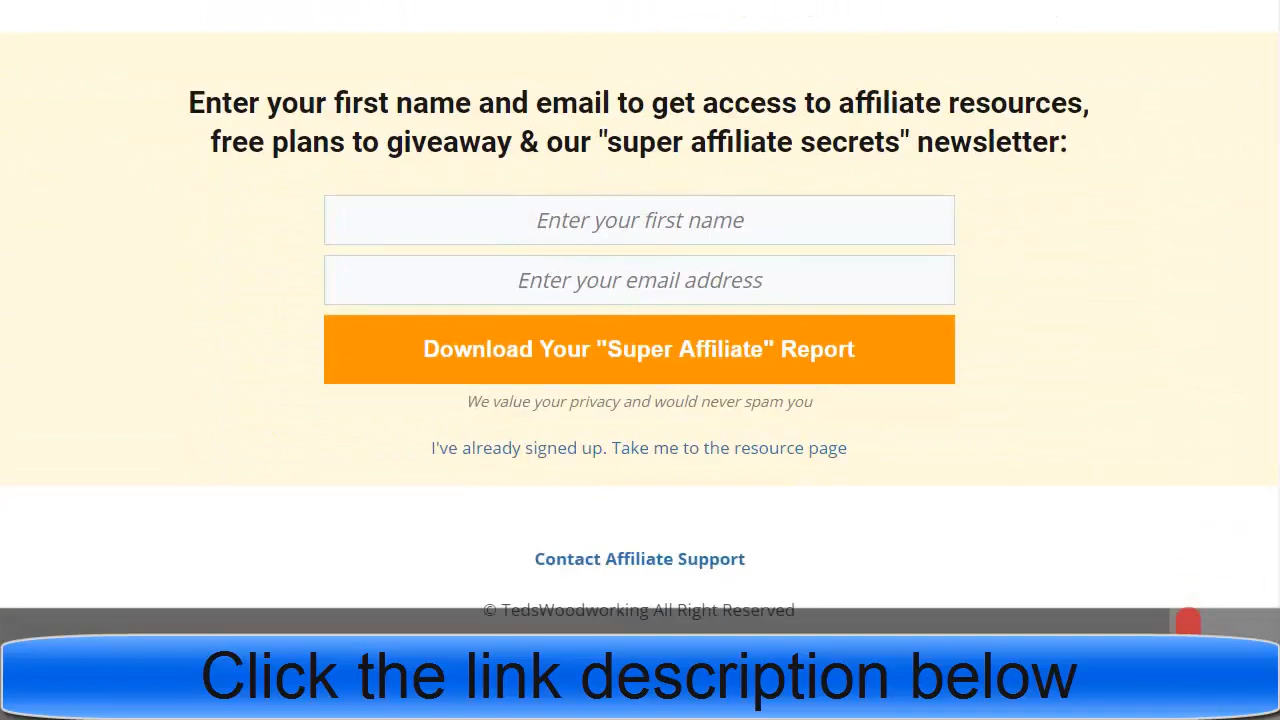 Enter your first name and email to get access to affiliate resources,
free plans to giveaway & our "super affiliate secrets" newsletter:
Enter your first name
Enter your email address
Download Your "Super Affiliate" Report
We value your privacy and would never spam you
I've already signed up. Take me to the resource page
Contact Affiliate Support
© TedsWoodworking All Right Reserved
Click the link description below